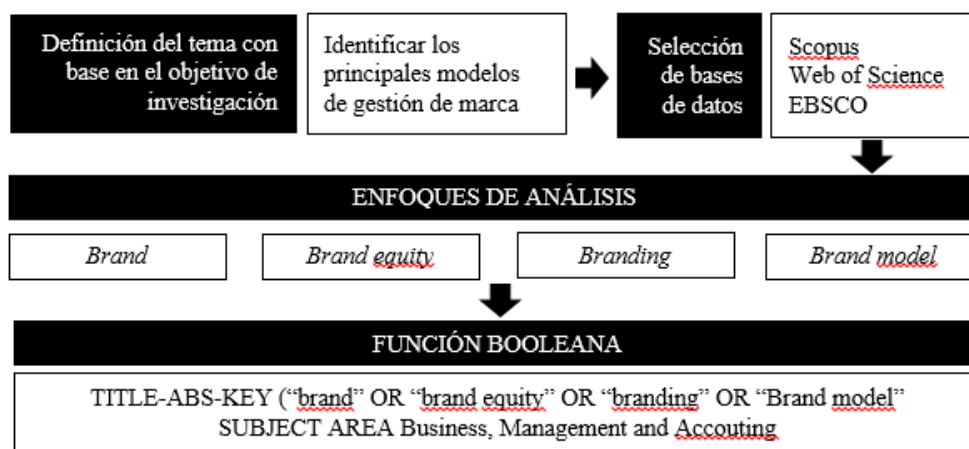 Definición del tema con
base en el objetivo de
investigación
Identificar los
principales modelos
de gestión de marca
Selección
de bases
de datos
Scopus
Web of Science
EBSCO
ENFOQUES DE ANÁLISIS
Brand
Brand equity
Branding
Brand model
FUNCIÓN BOOLEANA
TITLE-ABS-KEY (“brand” OR “brand equity” OR “branding” OR “Brand model”
SUBJECT AREA Business, Management and Accouting